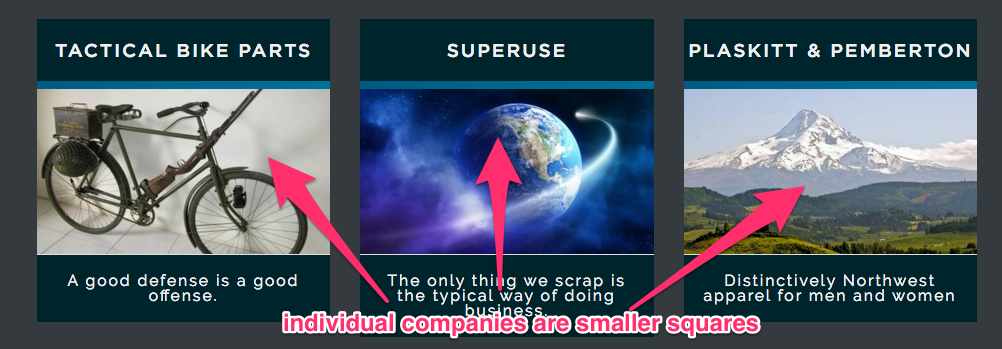 TACTICAL BIKE PARTS
SUPERUSE
PLASKITT & PEMBERTON
A good defense is a good
offense.
The only thing we scrap is
the typical way of doing
business.
Distinctively Northwest
apparel for men and women
individual companies are smaller squares